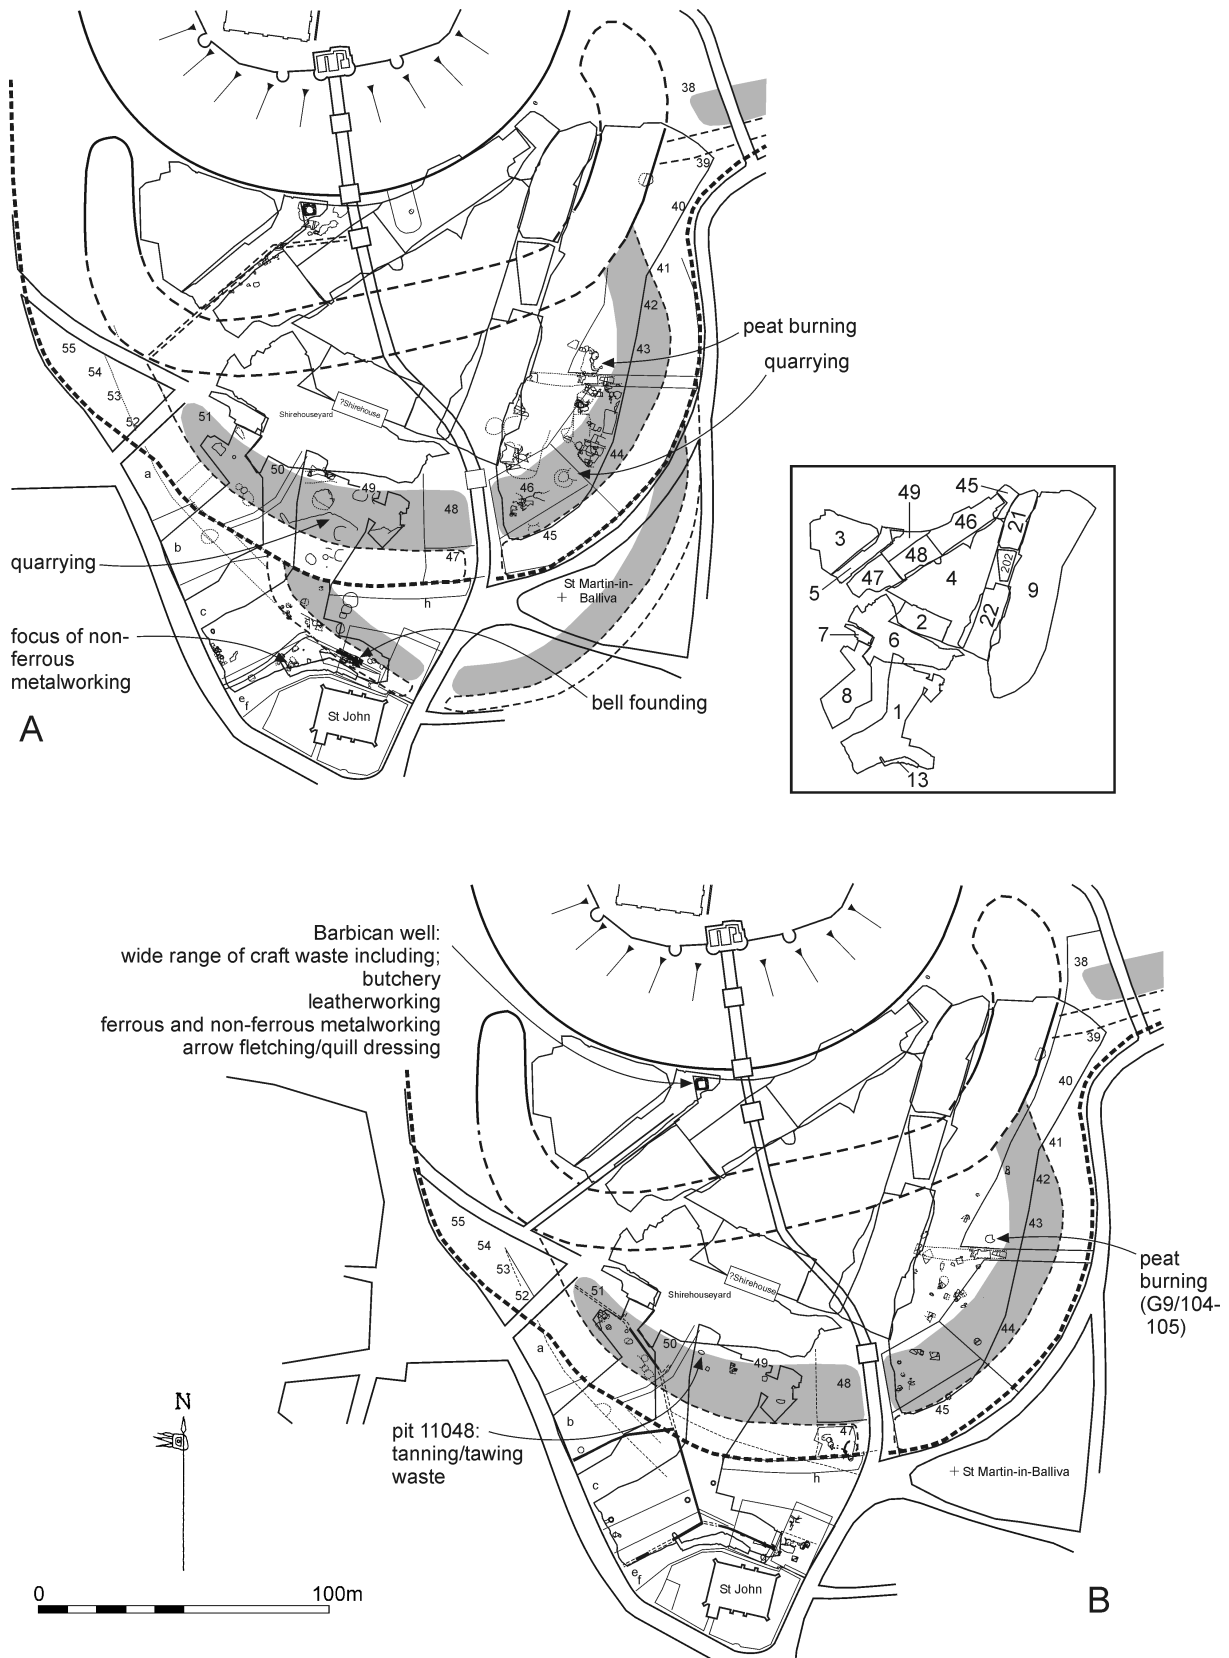 38
39
40
41
42
43
44
45
46
47
48
49
50
51
52
53
54
55
a
b
c
e
f
h
Shirehouseyard
?Shirehouse
peat burning
quarrying
quarrying
focus of non-
ferrous
metalworking
bell founding
St Martin-in-
Balliva
St John
A
45
49
46
21
3
48
202
5
47
4
9
2
22
7
6
8
1
13
Barbican well:
wide range of craft waste including;
butchery
leatherworking
ferrous and non-ferrous metalworking
arrow fletching/quill dressing
38
39
40
41
8
42
43
44
45
47
48
49
50
51
52
53
54
55
a
b
c
e
f
h
Shirehouseyard
?Shirehouse
peat
burning
(G9/104-
105)
pit 11048:
tanning/tawing
waste
St Martin-in-Balliva
St John
N
0 100m
B